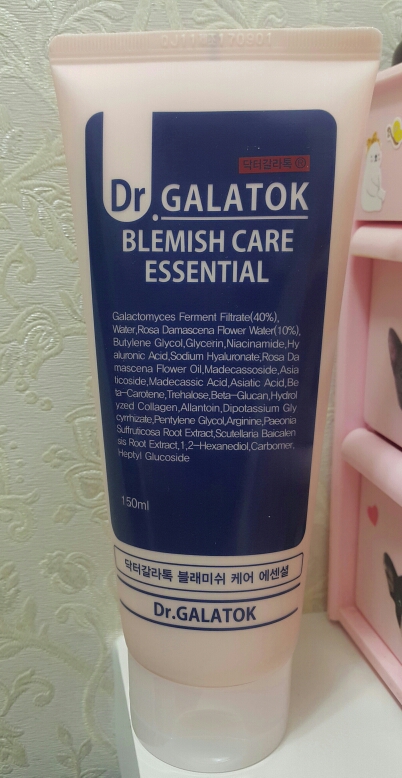 닥터갈라톡
Dr.GALATOK
BLEMISH CARE
ESSENTIAL
Galactomyces Ferment Filtrate(40%),
Water,Rosa Damascena Flower Water(10%),
Butylene Glycol,Glycerin,Niacinamide,Hy
aluronic Acid,Sodium Hyaluronate,Rosa Da
mascena Flower Oil,Madecassoside,Asia
ticoside,Madecassic Acid,Asiatic Acid,Be
ta-Carotene,Trehalose,Beta-Glucan,Hydrol
yzed Collagen,Allantoin,Dipotassium Gly
cyrrhizate,Pentylene Glycol,Arginine,Paeonia
Suffruticosa Root Extract,Scutellaria Baicalen
sis Root Extract,1,2-Hexanediol,Carbomer,
Heptyl Glucoside
150ml
닥터갈라톡 블래미쉬 케어 에센셜
Dr.GALATOK